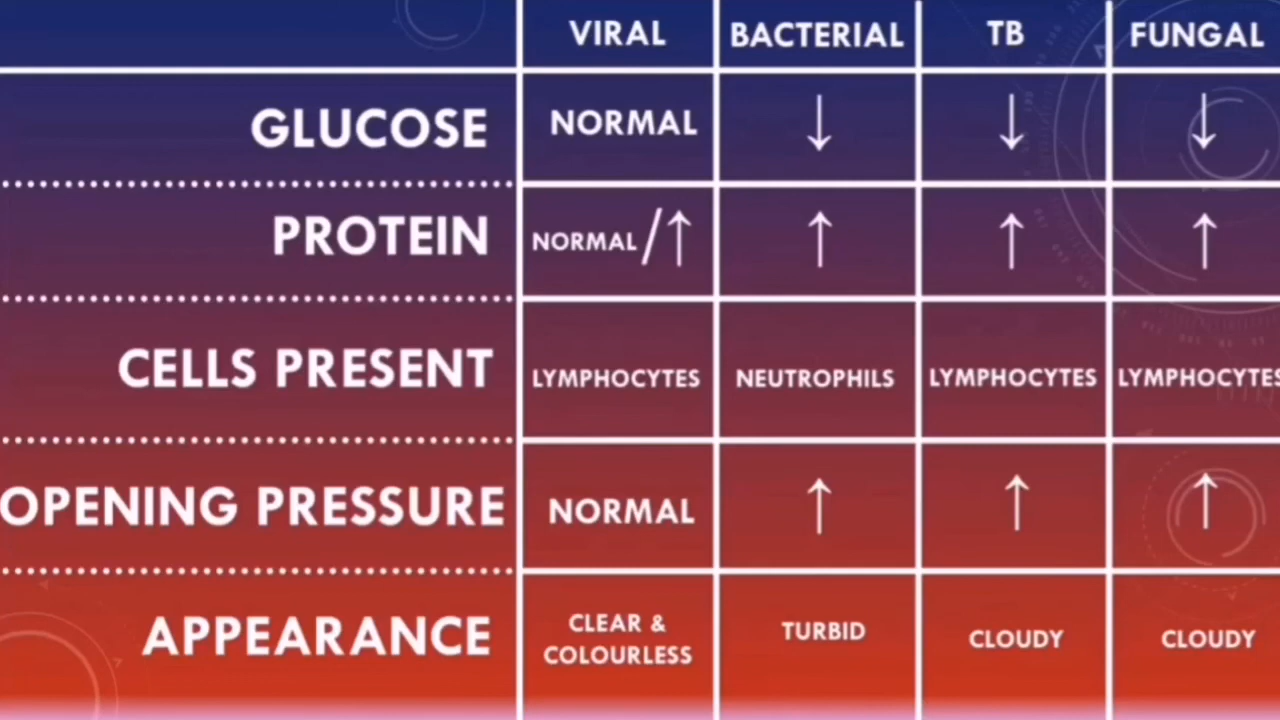 VIRAL BACTERIAL TB FUNGAL
GLUCOSE NORMAL ↓ ↓ ↓
PROTEIN NORMAL/↑ ↑ ↑ ↑
CELLS PRESENT LYMPHOCYTES NEUTROPHILS LYMPHOCYTES LYMPHOCYTES
OPENING PRESSURE NORMAL ↑ ↑ ↑
APPEARANCE CLEAR & TURBID CLOUDY CLOUDY
COLOURLESS